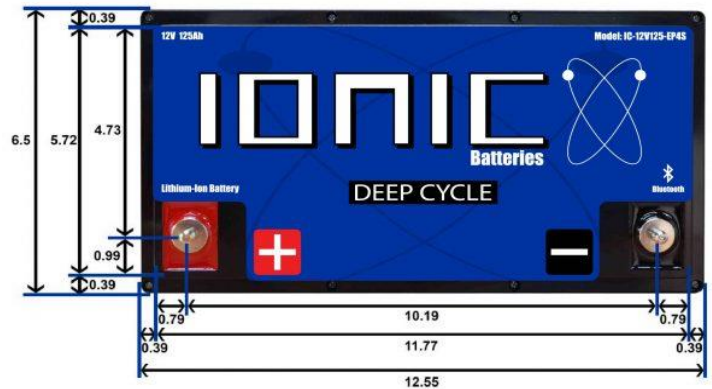 0.39
12V 125Ah
Model: IC-12V125-EP4S
IONIC
6.5
5.72
4.73
Batteries
DEEP CYCLE
Lithium-Ion Battery
Bluetooth
+
−
0.99
0.39
0.79
10.19
0.79
0.39
11.77
0.39
12.55